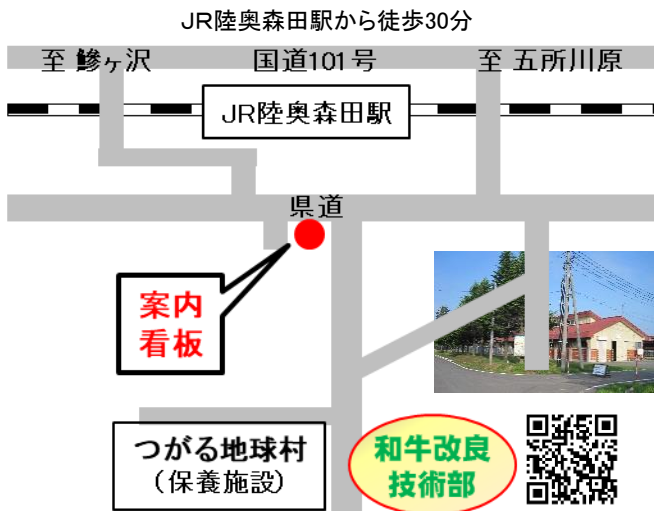 JR陸奥森田駅から徒歩30分
至 鰺ヶ沢 国道101号 至 五所川原
JR陸奥森田駅
県道
案内
看板
つがる地球村
（保養施設）
和牛改良
技術部